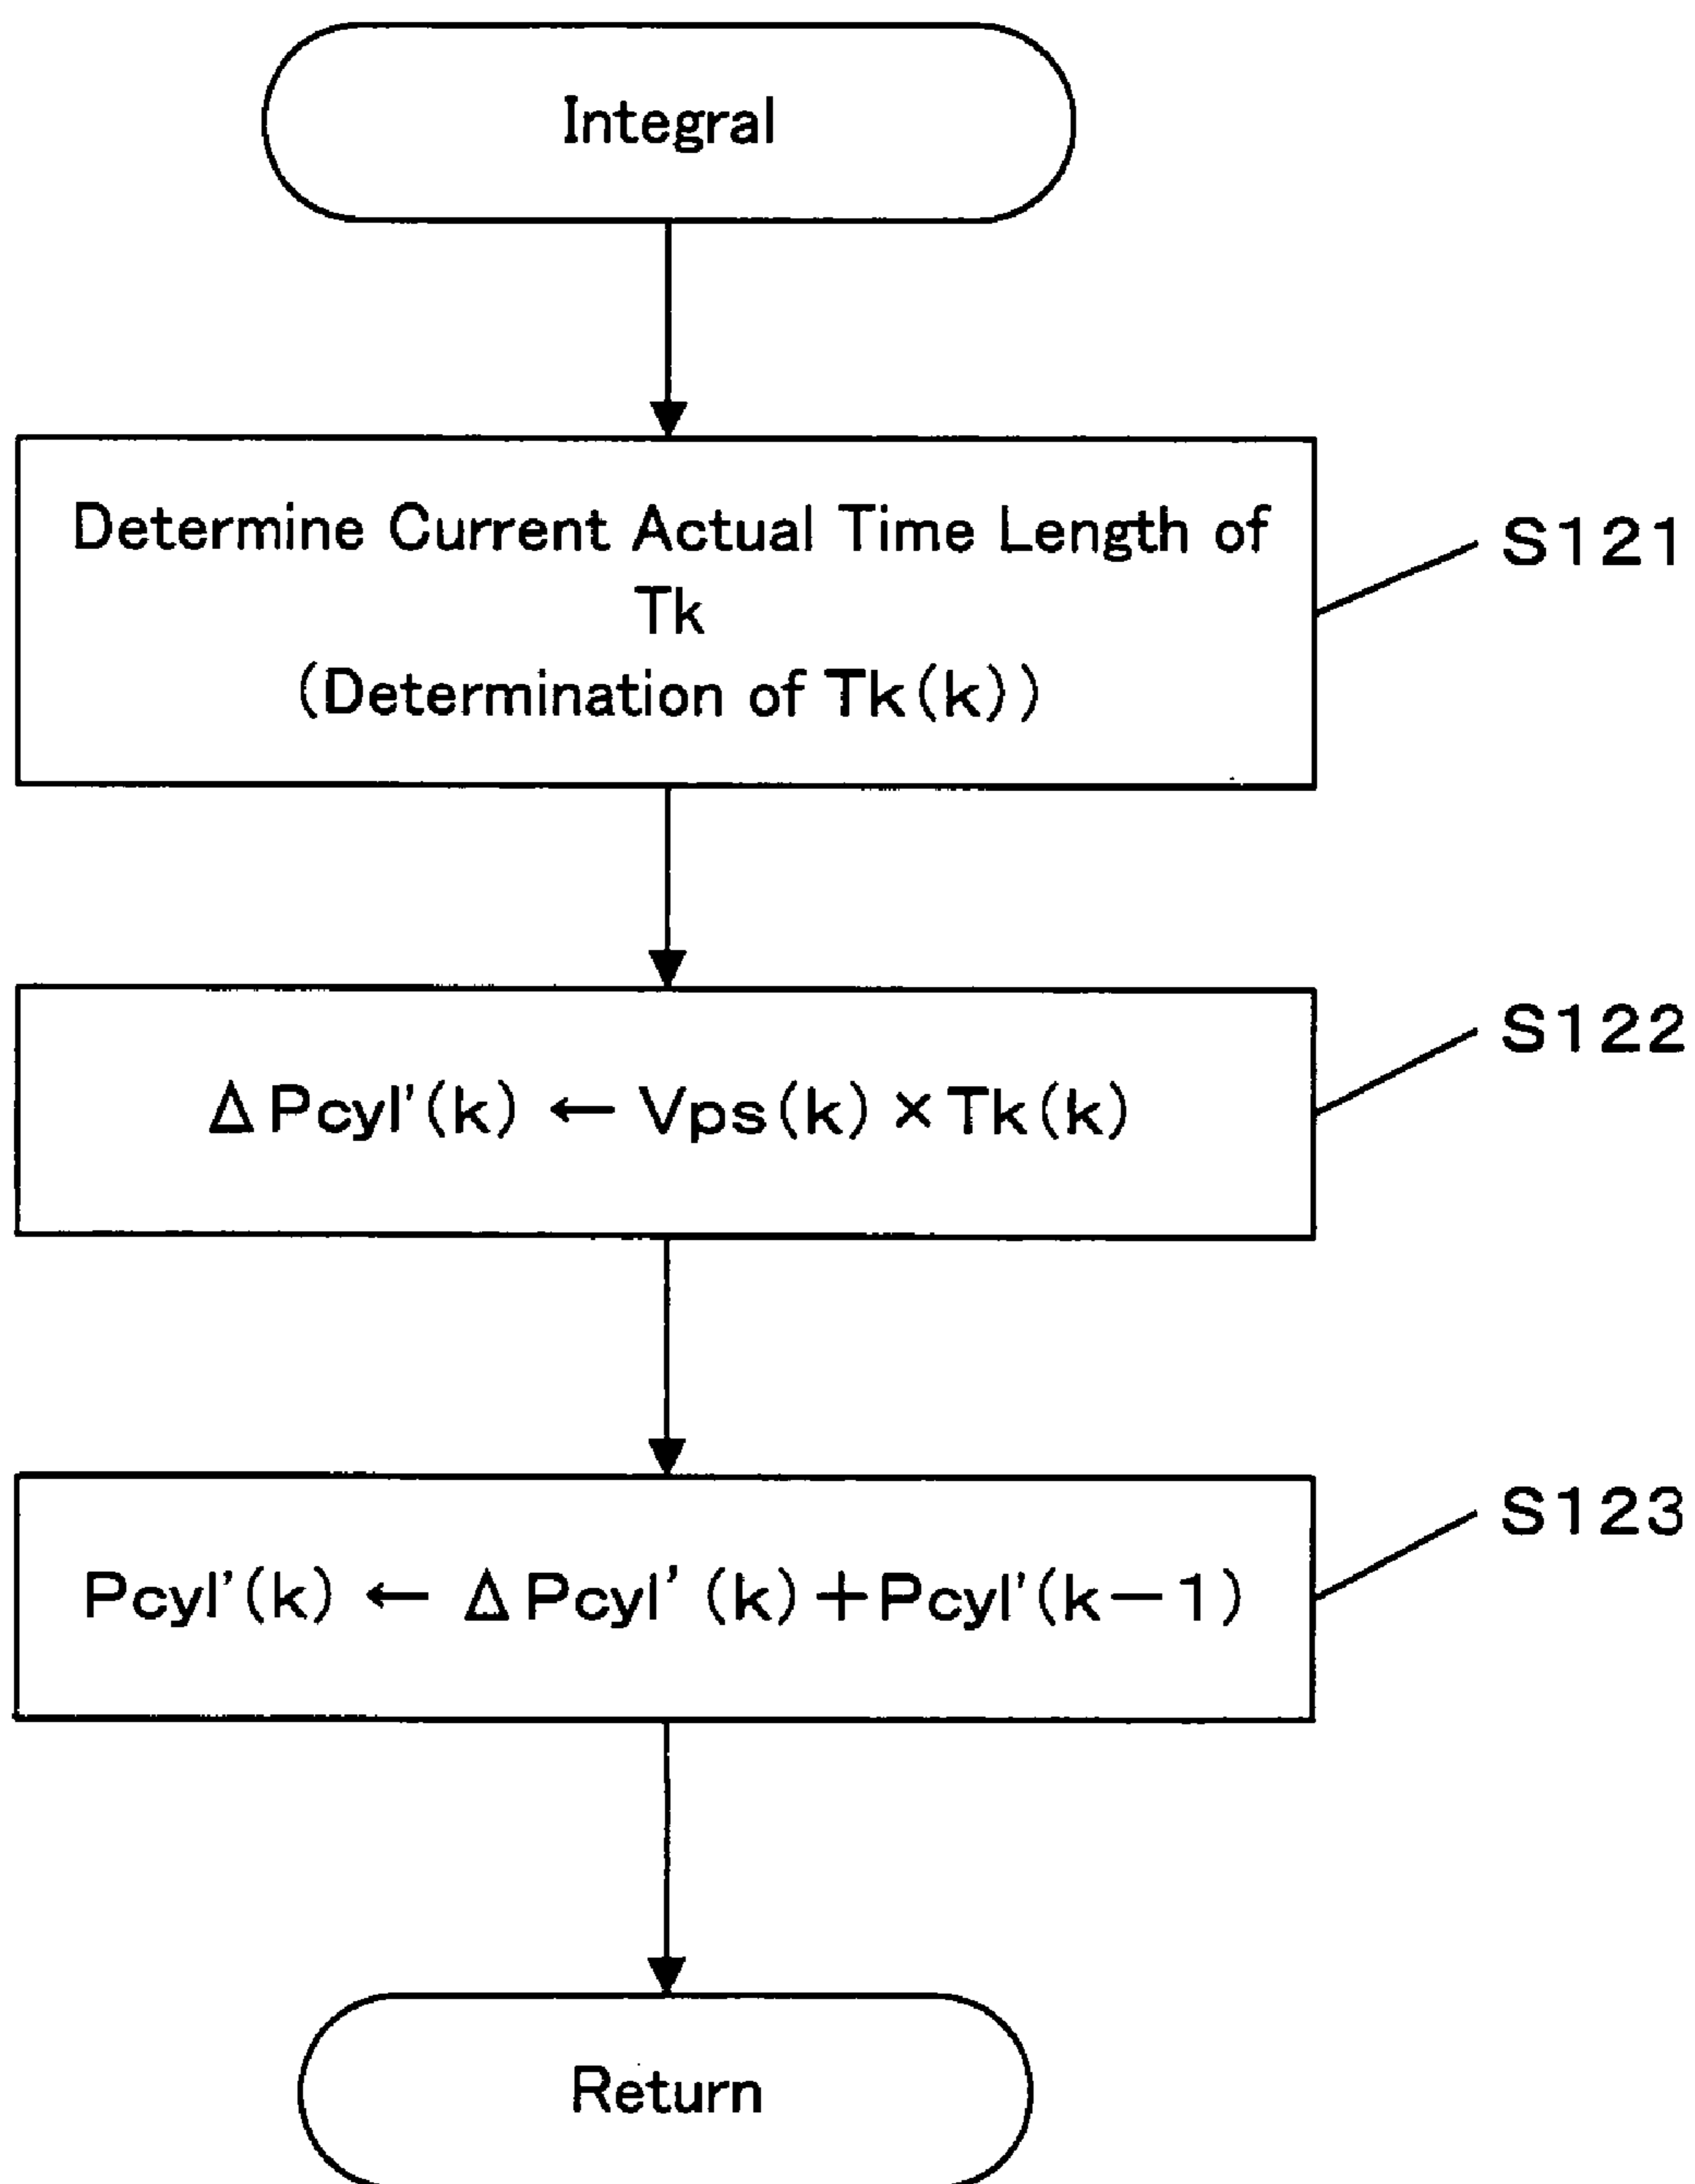 Integral
Determine Current Actual Time Length of
Tk
(Determination of Tk(k))
S121
ΔPcyl'(k) ← Vps(k)×Tk(k)
S122
Pcyl'(k) ← ΔPcyl'(k)+Pcyl'(k−1)
S123
Return